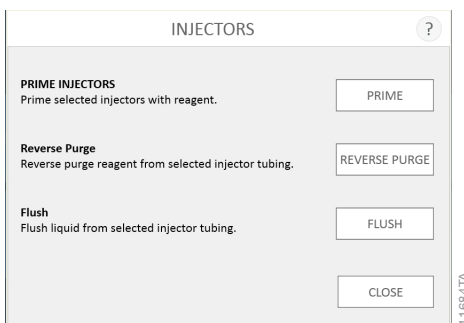 INJECTORS
?
PRIME INJECTORS
Prime selected injectors with reagent.
PRIME
Reverse Purge
Reverse purge reagent from selected injector tubing.
REVERSE PURGE
Flush
Flush liquid from selected injector tubing.
FLUSH
CLOSE
11684TA